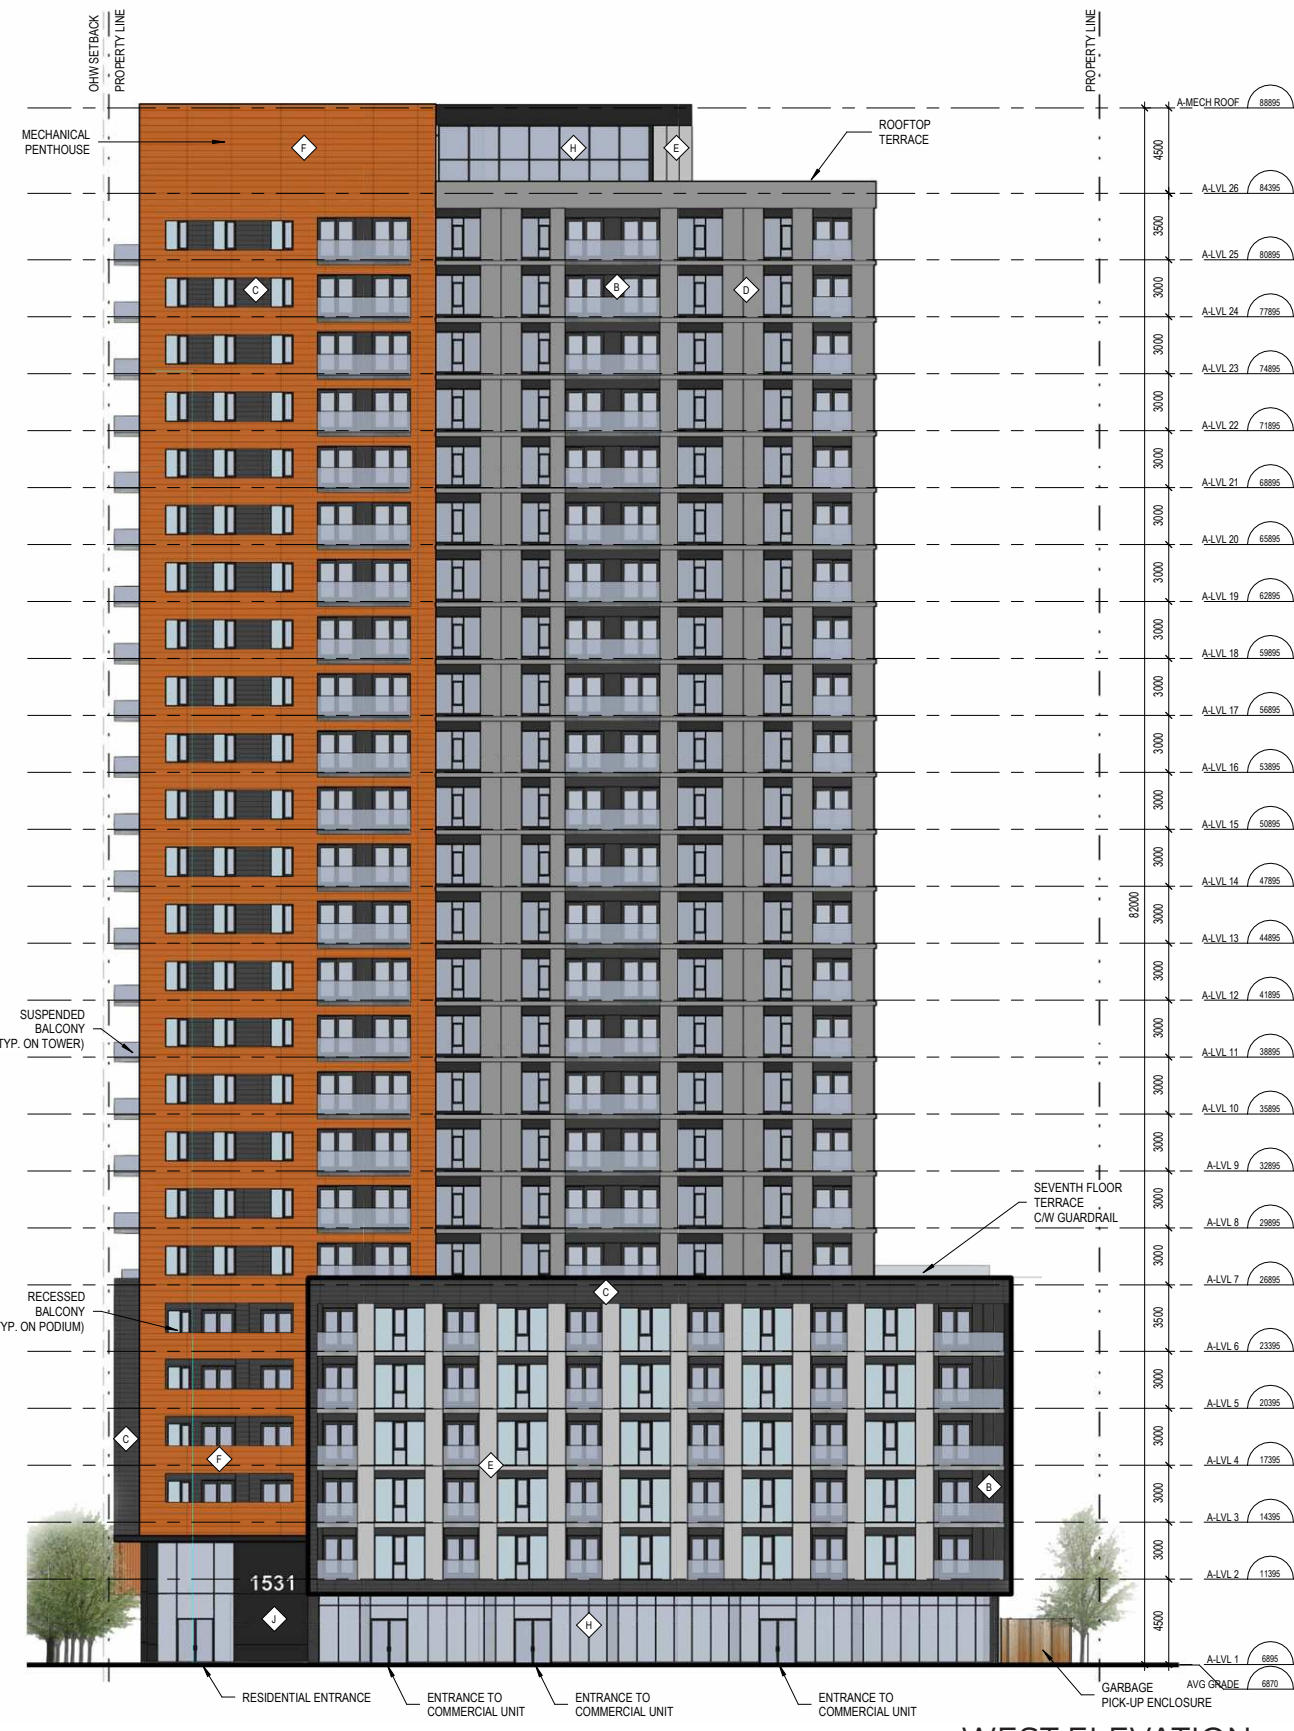 OHW SETBACK
PROPERTY LINE
PROPERTY LINE
A-MECH ROOF 88895
MECHANICAL
PENTHOUSE
F
H
E
ROOFTOP
TERRACE
4500
A-LVL 26 84395
3500
A-LVL 25 80895
C
B
D
3000
A-LVL 24 77895
3000
A-LVL 23 74895
3000
A-LVL 22 71895
3000
A-LVL 21 68895
3000
A-LVL 20 65895
3000
A-LVL 19 62895
3000
A-LVL 18 59895
3000
A-LVL 17 56895
3000
A-LVL 16 53895
3000
A-LVL 15 50895
3000
A-LVL 14 47895
82000
3000
A-LVL 13 44895
3000
A-LVL 12 41895
SUSPENDED
BALCONY
TYP. ON TOWER)
3000
A-LVL 11 38895
3000
A-LVL 10 35895
3000
A-LVL 9 32895
SEVENTH FLOOR
TERRACE
C/W GUARDRAIL
3000
A-LVL 8 29895
3000
A-LVL 7 26895
RECESSED
BALCONY
YP. ON PODIUM)
C
3500
A-LVL 6 23395
3000
A-LVL 5 20395
C
F
E
3000
A-LVL 4 17395
B
3000
A-LVL 3 14395
3000
A-LVL 2 11395
1531
J
H
4500
A-LVL 1 6895
AVG GRADE 6870
RESIDENTIAL ENTRANCE
ENTRANCE TO
COMMERCIAL UNIT
ENTRANCE TO
COMMERCIAL UNIT
ENTRANCE TO
COMMERCIAL UNIT
GARBAGE
PICK-UP ENCLOSURE
WEST ELEVATION